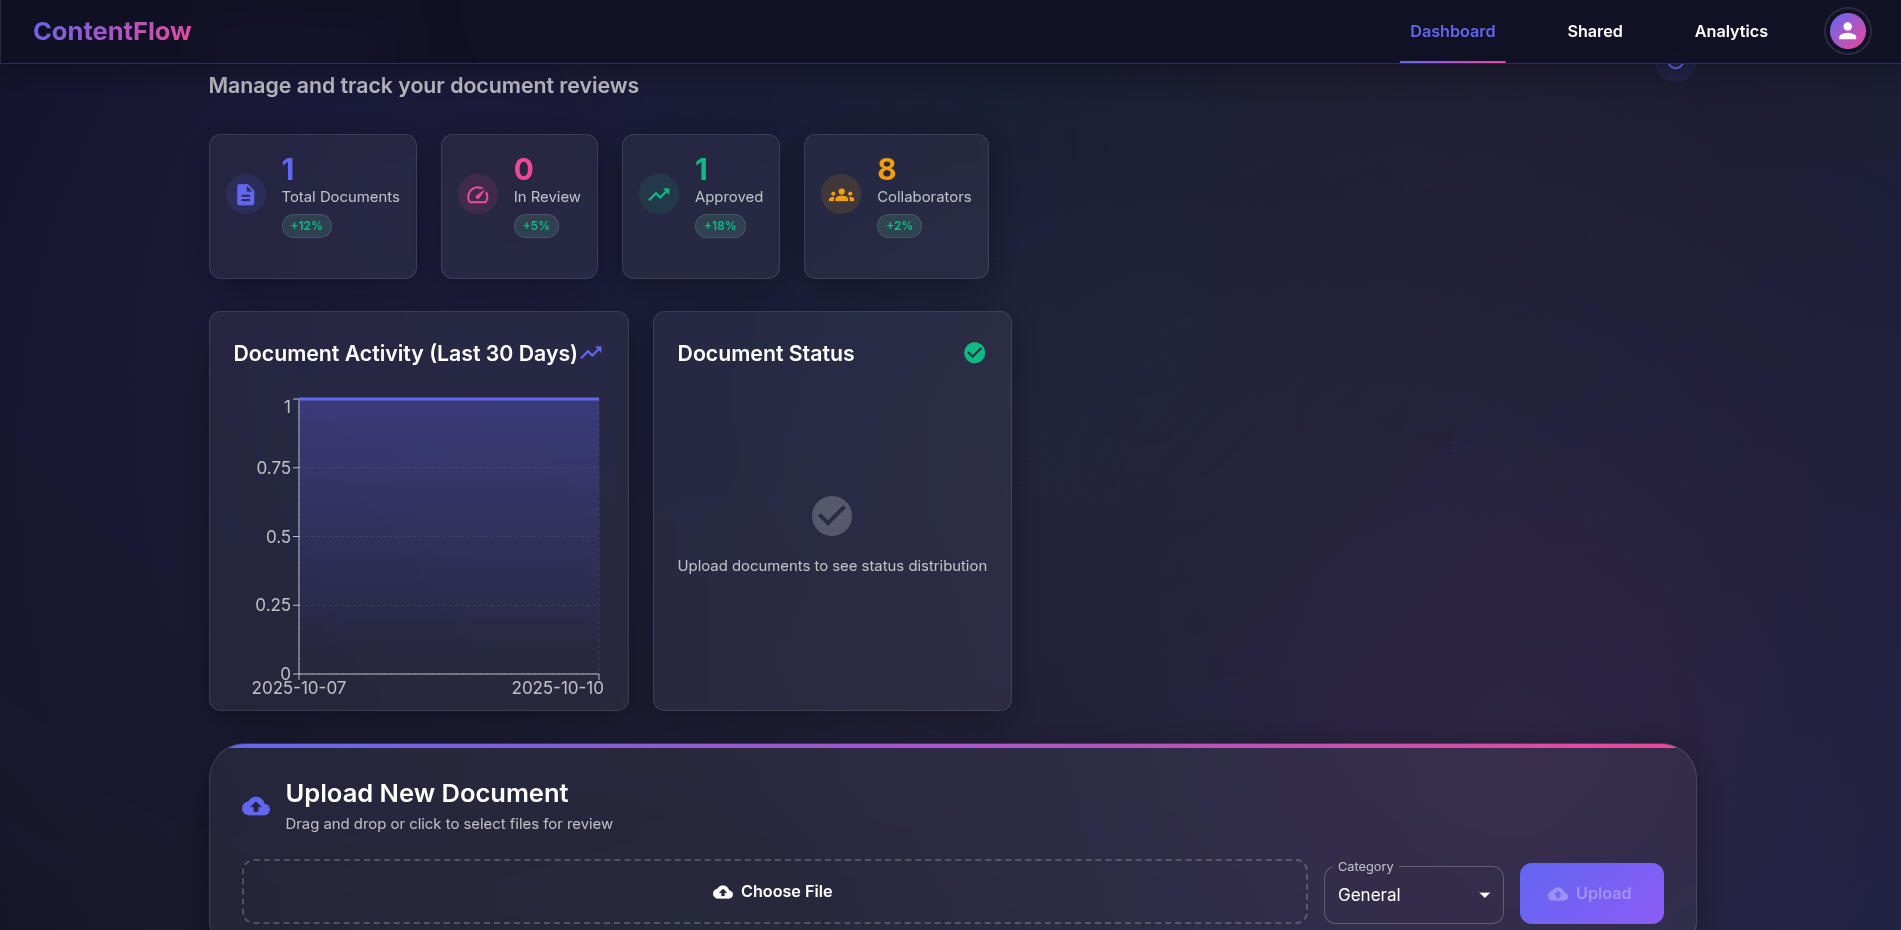 ContentFlow
Dashboard
Shared
Analytics
Manage and track your document reviews
1
Total Documents
+12%
0
In Review
+5%
1
Approved
+18%
8
Collaborators
+2%
Document Activity (Last 30 Days)
1
0.75
0.5
0.25
0
2025-10-07
2025-10-10
Document Status
Upload documents to see status distribution
Upload New Document
Drag and drop or click to select files for review
Choose File
Category
General
Upload